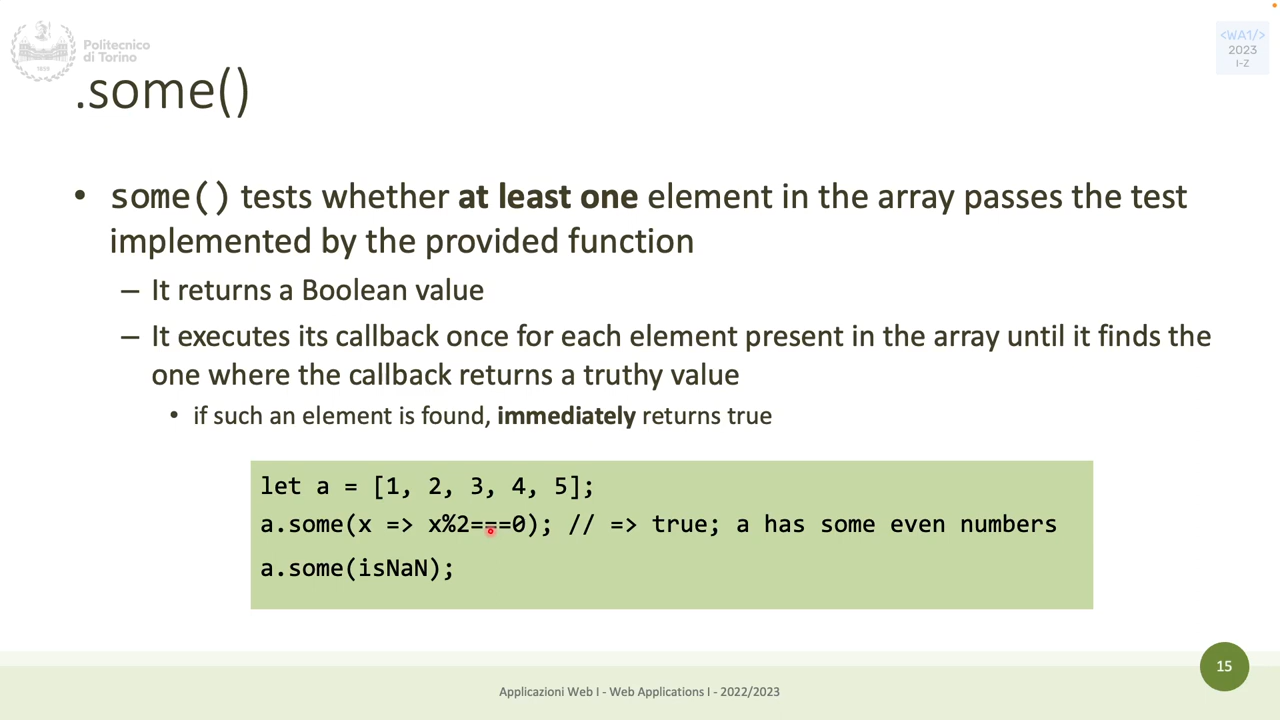 Politecnico
di Torino
1859
<WA1/>
2023
I-Z
.some()
• some() tests whether at least one element in the array passes the test
implemented by the provided function
– It returns a Boolean value
– It executes its callback once for each element present in the array until it finds the
one where the callback returns a truthy value
• if such an element is found, immediately returns true
let a = [1, 2, 3, 4, 5];
a.some(x => x%2===0); // => true; a has some even numbers
a.some(isNaN);
15
Applicazioni Web I - Web Applications I - 2022/2023